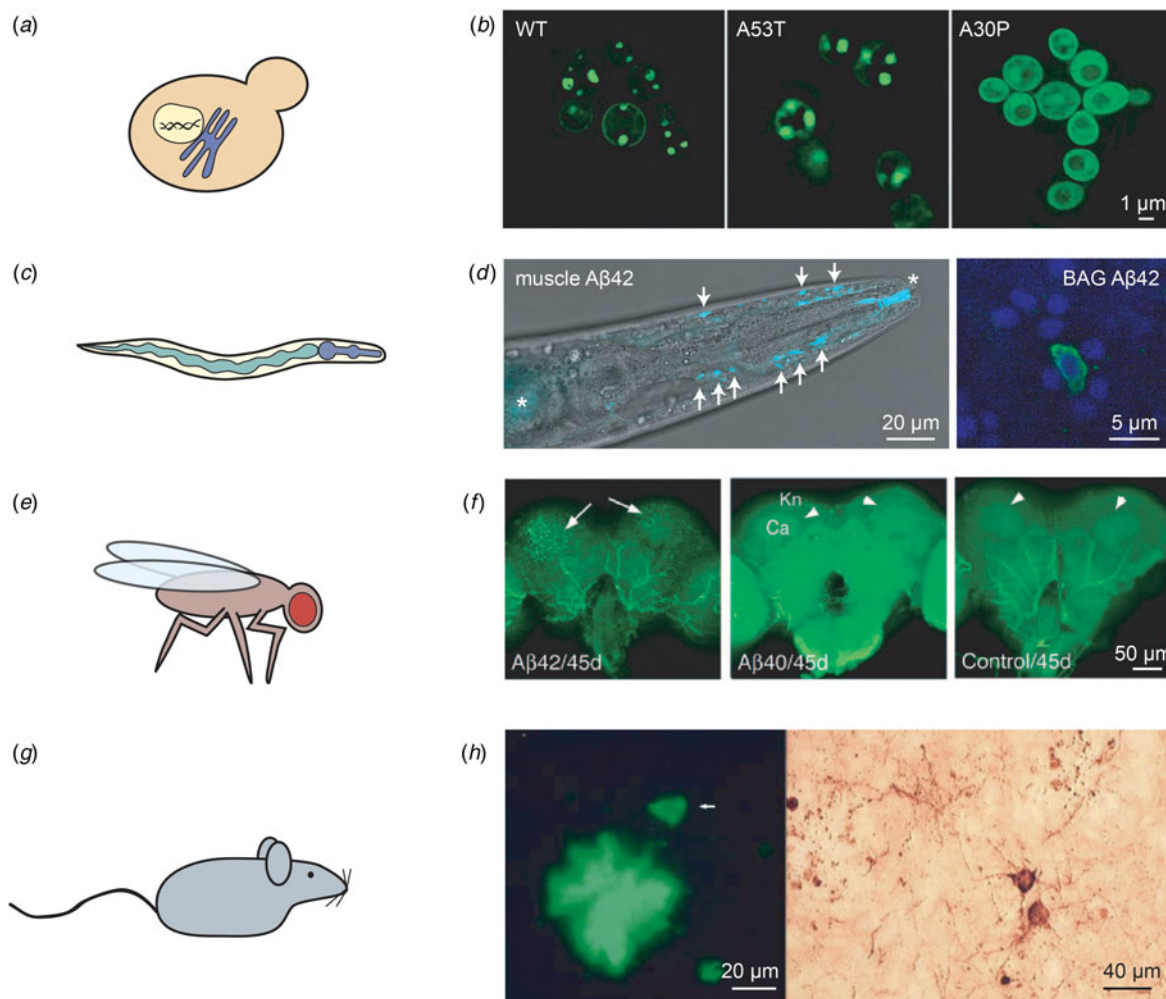 (a)
(b)
WT
A53T
A30P
1 μm
(c)
(d)
muscle Aβ42
*
*
20 μm
BAG Aβ42
5 μm
(e)
(f)
Kn
Ca
Aβ42/45d
Aβ40/45d
Control/45d
50 μm
(g)
(h)
20 μm
40 μm